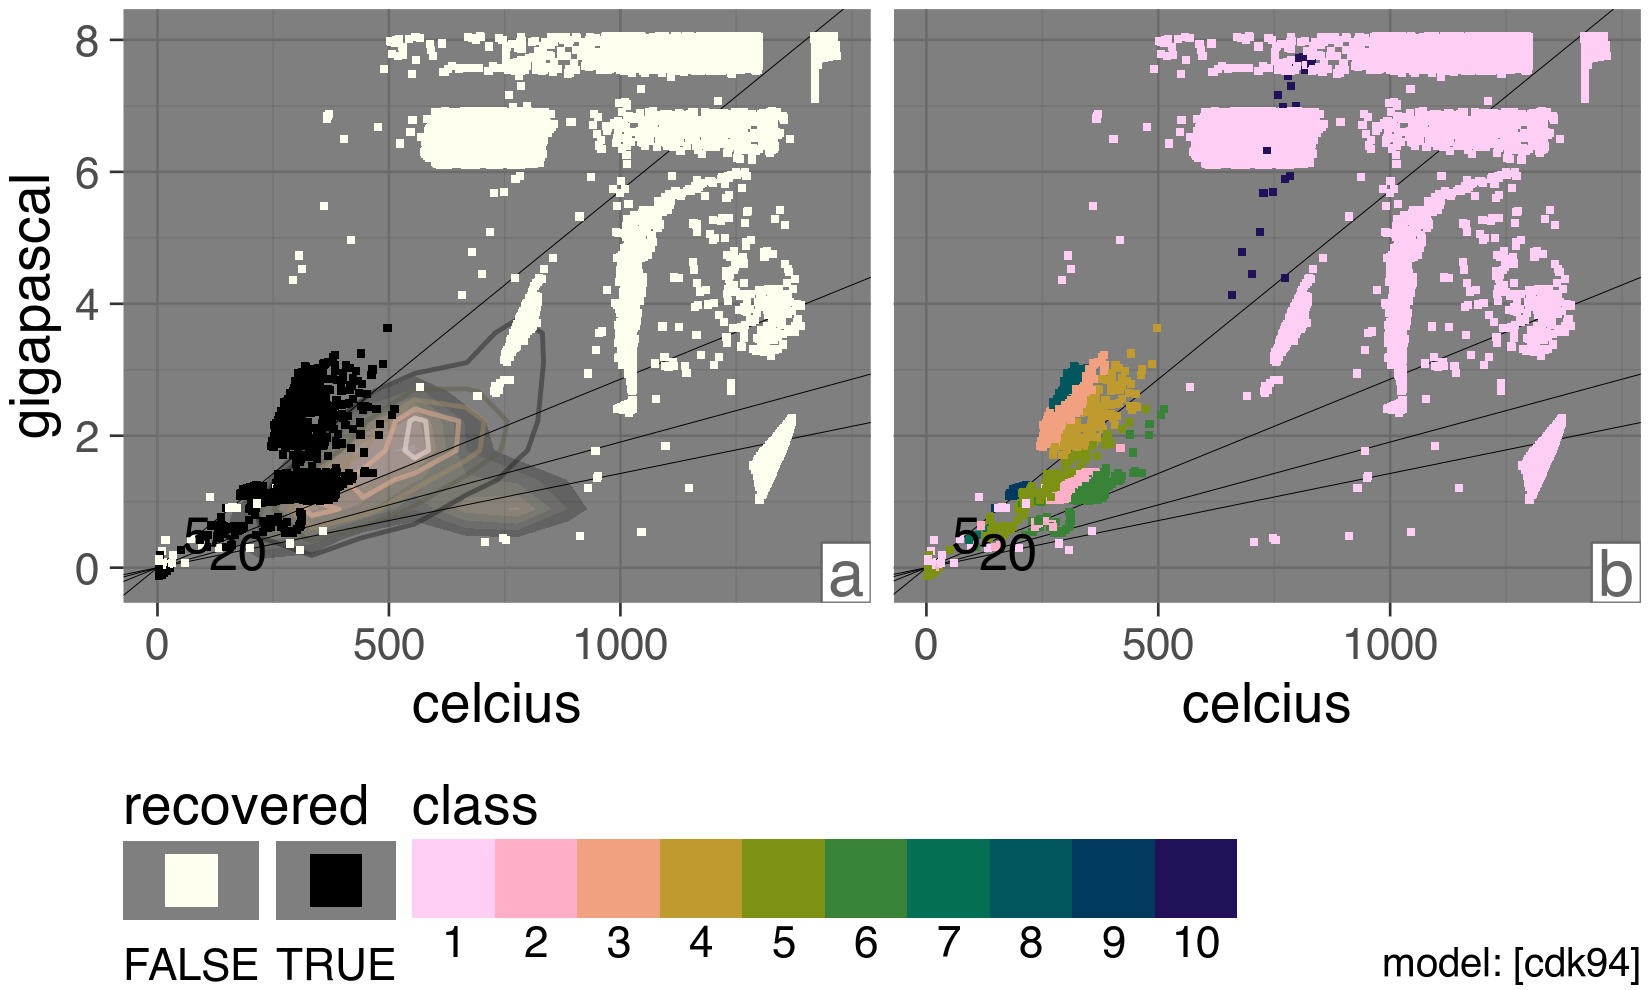 gigapascal
8
6
4
2
0
5
20
a
5
20
b
0 500 1000
0 500 1000
celcius
celcius
recovered
class
FALSE TRUE
1 2 3 4 5 6 7 8 9 10
model: [cdk94]